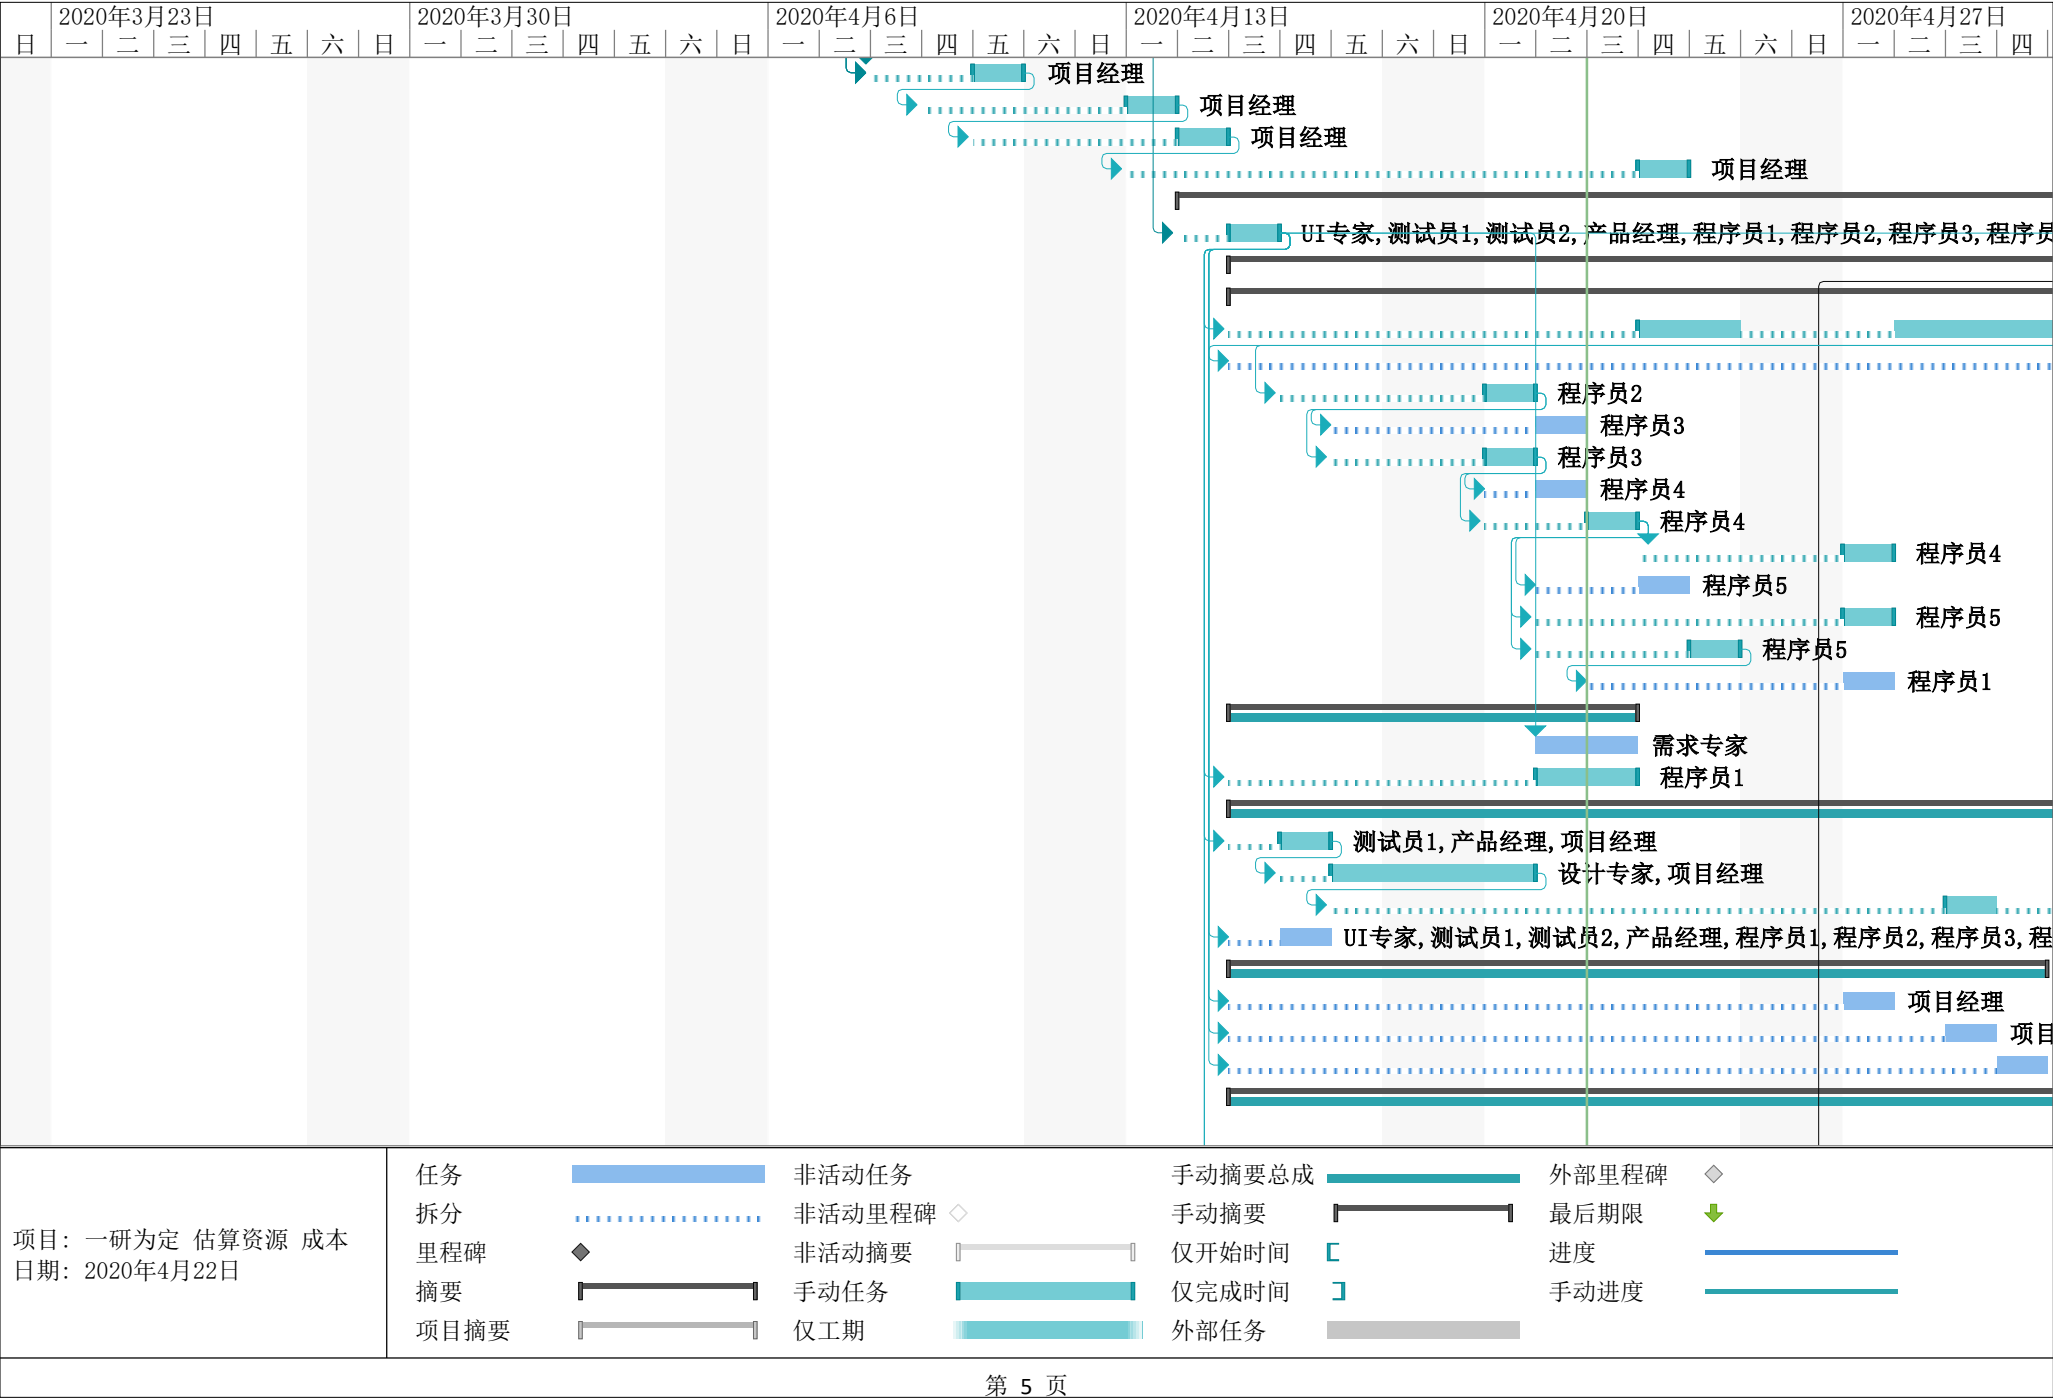 2020年3月23日 2020年3月30日 2020年4月6日 2020年4月13日 2020年4月20日 2020年4月27日
日 一 二 三 四 五 六 日 一 二 三 四 五 六 日 一 二 三 四 五 六 日 一 二 三 四 五 六 日 一 二 三 四 五 六 日 一 二 三 四
项目经理
项目经理
项目经理
项目经理
UI专家,测试员1,测试员2,产品经理,程序员1,程序员2,程序员3,程序员
程序员2
程序员3
程序员3
程序员4
程序员4
程序员4
程序员5
程序员5
程序员5
程序员1
需求专家
程序员1
测试员1,产品经理,项目经理
设计专家,项目经理
UI专家,测试员1,测试员2,产品经理,程序员1,程序员2,程序员3,程
项目经理
项目
项目: 一研为定 估算资源 成本
日期: 2020年4月22日
任务 非活动任务 手动摘要总成 外部里程碑
拆分 非活动里程碑 手动摘要 最后期限
里程碑 非活动摘要 仅开始时间 进度
摘要 手动任务 仅完成时间 手动进度
项目摘要 仅工期 外部任务
第 5 页